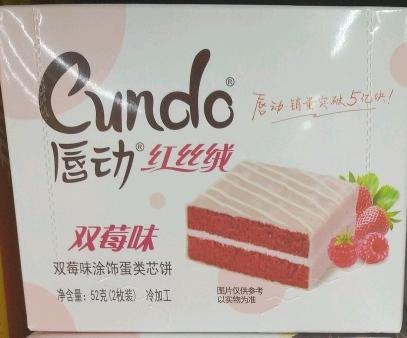 Cundo®
唇动 销量突破5亿块!
唇动® 红丝绒
双莓味
双莓味涂饰蛋类芯饼
净含量: 52克(2枚装) 冷加工
图片仅供参考
以实物为准